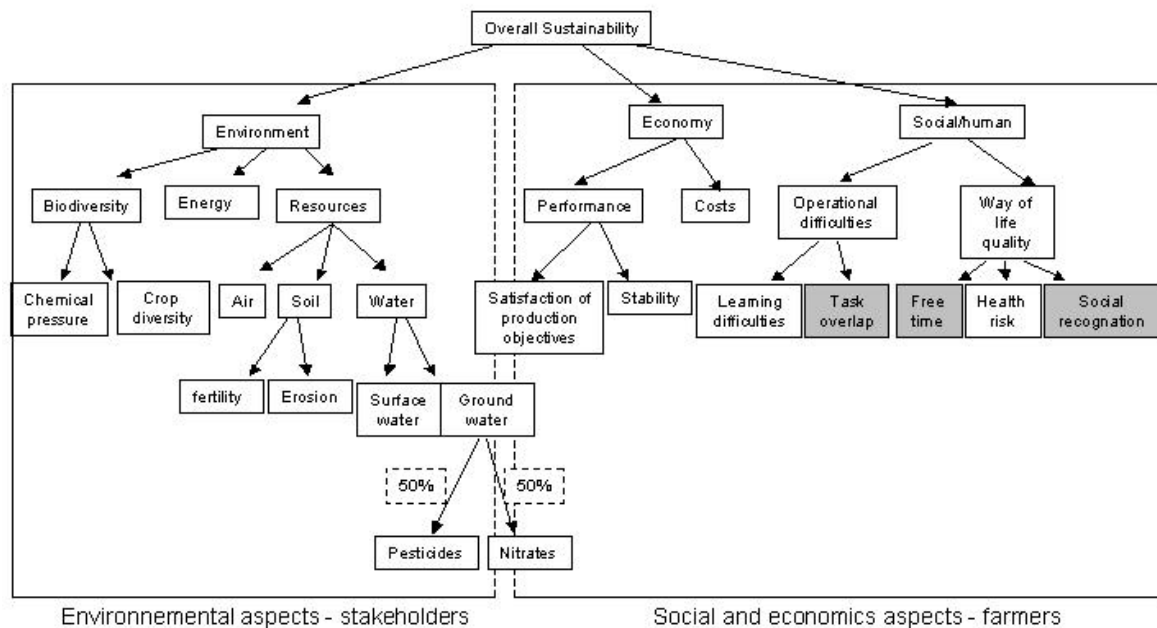 Overall Sustainability
Environment
Economy
Social/human
Biodiversity
Energy
Resources
Performance
Costs
Operational
difficulties
Way of
life
quality
Chemical
pressure
Crop
diversity
Air
Soil
Water
Satisfaction of
production
objectives
Stability
Learning
difficulties
Task
overlap
Free
time
Health
risk
Social
recognation
fertility
Erosion
Surface
water
Ground
water
50%
50%
Pesticides
Nitrates
Environnemental aspects - stakeholders
Social and economics aspects - farmers